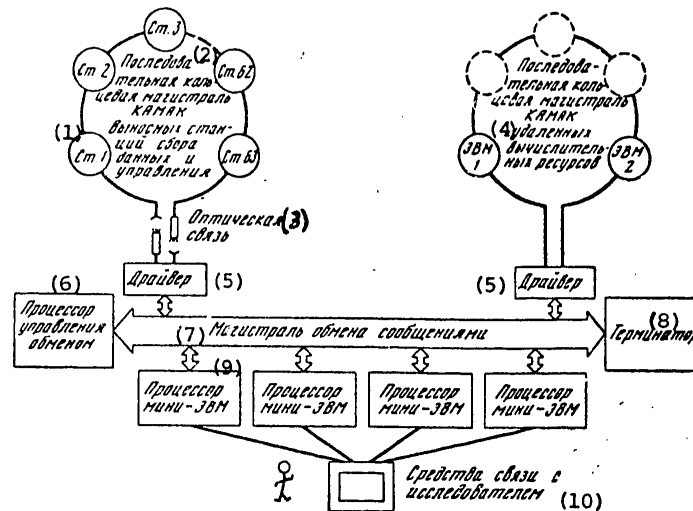 Ст.3
(2)
Ст.2
Ст.62
Последова-
тельная коль-
цевая магистраль
КАМАК
(1)
выносных стан-
ций сбора
данных и
управления
Ст.1
Ст.63
Оптическая (3)
связь
Последова-
тельная коль-
цевая магистраль
КАМАК
(4)
удаленных
вычислитель-
ных ресурсов
ЭВМ
1
ЭВМ
2
Драйвер
(5)
(5)
Драйвер
(6)
Процессор
управления
обменом
(7) Магистраль обмена сообщениями
(8)
Терминатор
(9)
Процессор
мини-ЭВМ
Процессор
мини-ЭВМ
Процессор
мини-ЭВМ
Процессор
мини-ЭВМ
Средства связи с
исследователем
(10)